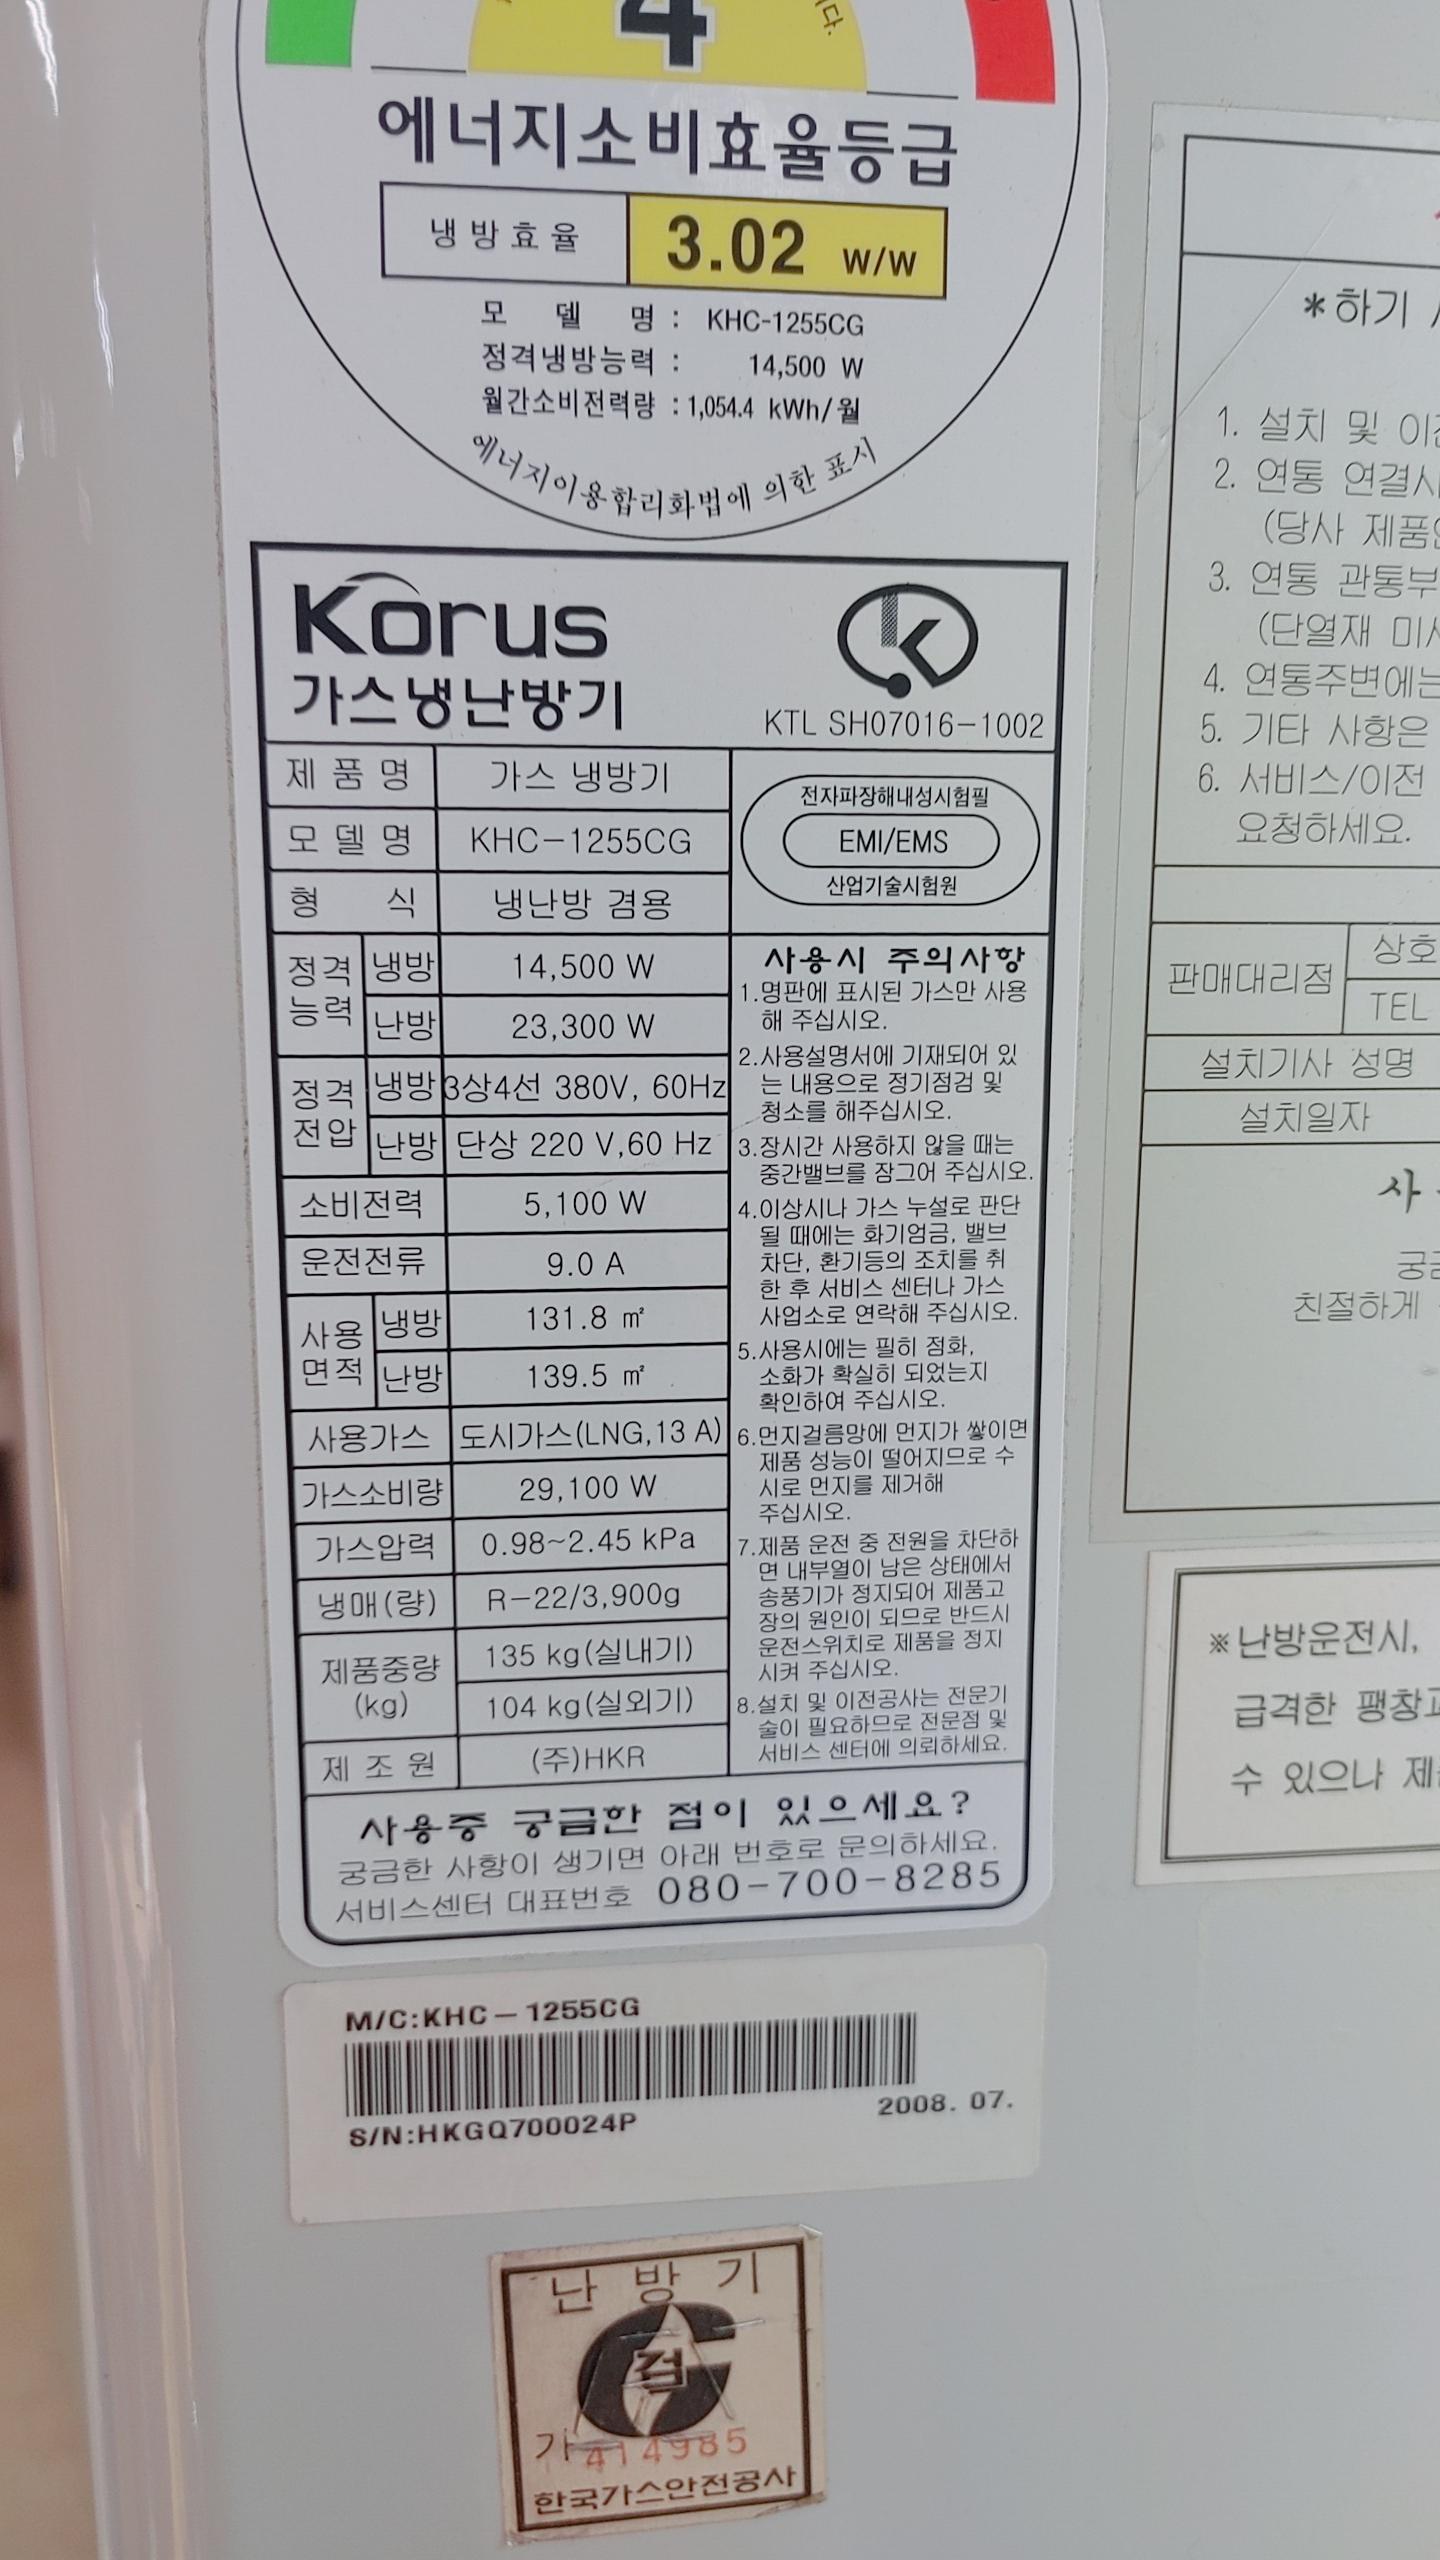 4
에너지소비효율등급
냉방효율 3.02 W/W
모 델 명 : KHC-1255CG
정격냉방능력 : 14,500 W
월간소비전력량 : 1,054.4 kWh/월
에너지이용합리화법에 의한 표시
Korus
가스냉난방기
KTL SH07016-1002
제 품 명 가스 냉방기
모 델 명 KHC-1255CG
형 식 냉난방 겸용
정격능력 냉방 14,500 W
난방 23,300 W
정격전압 냉방 3상4선 380V, 60Hz
난방 단상 220 V,60 Hz
소비전력 5,100 W
운전전류 9.0 A
사용면적 냉방 131.8 ㎡
난방 139.5 ㎡
사용가스 도시가스(LNG,13 A)
가스소비량 29,100 W
가스압력 0.98~2.45 kPa
냉매(량) R-22/3,900g
제품중량(kg) 135 kg(실내기)
104 kg(실외기)
제 조 원 (주)HKR
전자파장해내성시험필
EMI/EMS
산업기술시험원
사용시 주의사항
1.명판에 표시된 가스만 사용
해 주십시오.
2.사용설명서에 기재되어 있
는 내용으로 정기점검 및
청소를 해주십시오.
3.장시간 사용하지 않을 때는
중간밸브를 잠그어 주십시오.
4.이상시나 가스 누설로 판단
될 때에는 화기엄금, 밸브
차단, 환기등의 조치를 취
한 후 서비스 센터나 가스
사업소로 연락해 주십시오.
5.사용시에는 필히 점화,
소화가 확실히 되었는지
확인하여 주십시오.
6.먼지걸름망에 먼지가 쌓이면
제품 성능이 떨어지므로 수
시로 먼지를 제거해
주십시오.
7.제품 운전 중 전원을 차단하
면 내부열이 남은 상태에서
송풍기가 정지되어 제품고
장의 원인이 되므로 반드시
운전스위치로 제품을 정지
시켜 주십시오.
8.설치 및 이전공사는 전문기
술이 필요하므로 전문점 및
서비스 센터에 의뢰하세요.
사용중 궁금한 점이 있으세요?
궁금한 사항이 생기면 아래 번호로 문의하세요.
서비스센터 대표번호 080-700-8285
M/C:KHC-1255CG
2008. 07.
S/N:HKGQ700024P
난 방 기
검
가 414985
한국가스안전공사
*하기
1. 설치 및
2. 연통
(당사
3. 연통
(단열재
4. 연통주변에는
5. 기타 사항은
6. 서비스/이전
요청하세요.
판매대리점 상호
TEL
설치기사 성명
설치일자
사
친절하게
※난방운전시,
급격한
수 있으나